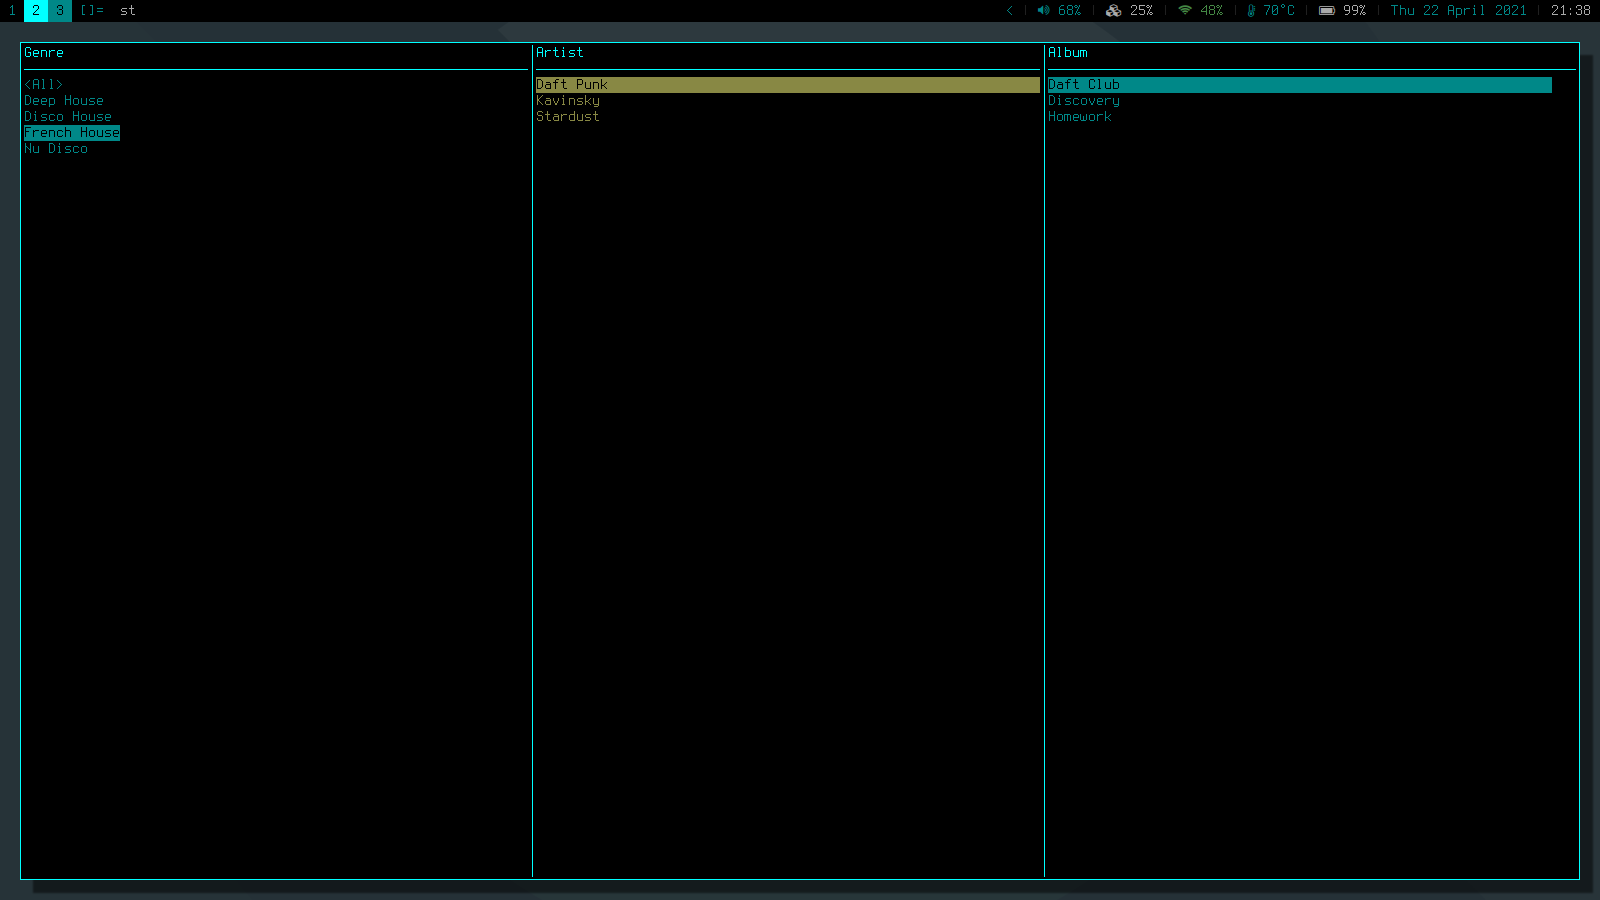 1 2 3 []= st < | 68% | 25% | 48% | 70°C | 99% | Thu 22 April 2021 | 21:38
Genre
<All>
Deep House
Disco House
French House
Nu Disco
Artist
Daft Punk
Kavinsky
Stardust
Album
Daft Club
Discovery
Homework